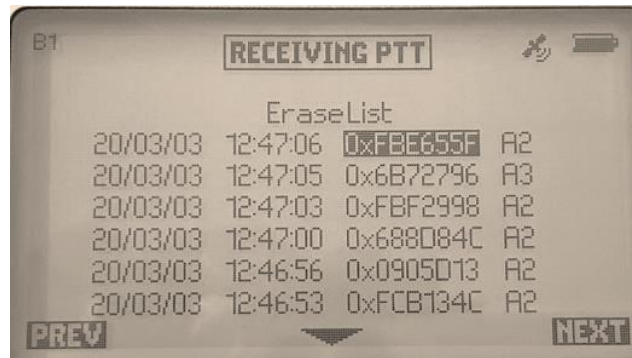 B1
RECEIVING PTT
EraseList
20/03/03 12:47:06 0xFBE655F A2
20/03/03 12:47:05 0x6B72796 A3
20/03/03 12:47:03 0xFBF2998 A2
20/03/03 12:47:00 0x688D84C A2
20/03/03 12:46:56 0x0905D13 A2
20/03/03 12:46:53 0xFCB134C A2
PREV NEXT